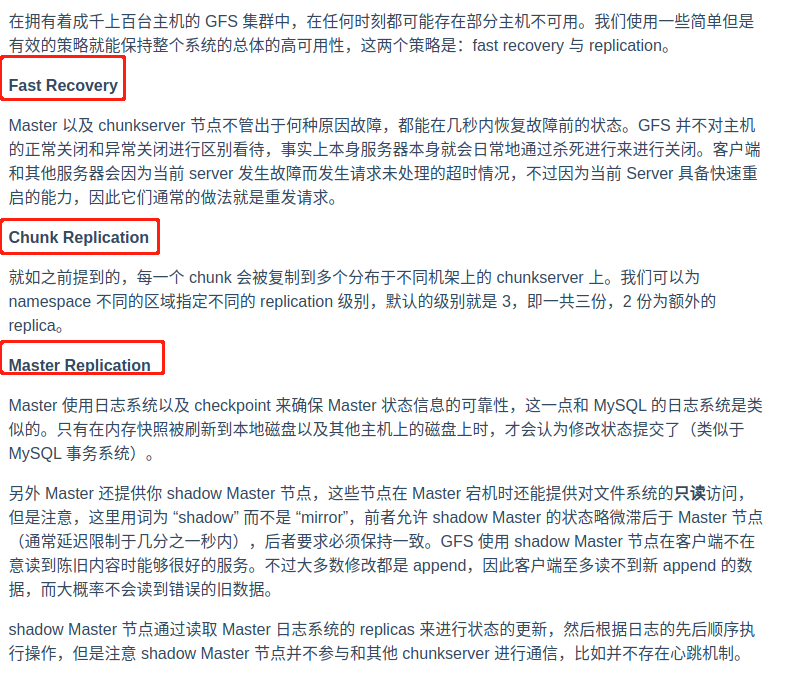 在拥有着成千上百台主机的 GFS 集群中，在任何时刻都可能存在部分主机不可用。我们使用一些简单但是
有效的策略就能保持整个系统的总体的高可用性，这两个策略是：fast recovery 与 replication。
Fast Recovery
Master 以及 chunkserver 节点不管出于何种原因故障，都能在几秒内恢复故障前的状态。GFS 并不对主机
的正常关闭和异常关闭进行区别看待，事实上本身服务器本身就会日常地通过杀死进行来进行关闭。客户端
和其他服务器会因为当前 server 发生故障而发生请求未处理的超时情况，不过因为当前 Server 具备快速重
启的能力，因此它们通常的做法就是重发请求。
Chunk Replication
就如之前提到的，每一个 chunk 会被复制到多个分布于不同机架上的 chunkserver 上。我们可以为
namespace 不同的区域指定不同的 replication 级别，默认的级别就是 3，即一共三份，2 份为额外的
replica。
Master Replication
Master 使用日志系统以及 checkpoint 来确保 Master 状态信息的可靠性，这一点和 MySQL 的日志系统是类
似的。只有在内存快照被刷新到本地磁盘以及其他主机上的磁盘上时，才会认为修改状态提交了（类似于
MySQL 事务系统）。
另外 Master 还提供你 shadow Master 节点，这些节点在 Master 宕机时还能提供对文件系统的只读访问，
但是注意，这里用词为 “shadow” 而不是 “mirror”，前者允许 shadow Master 的状态略微滞后于 Master 节点
（通常延迟限制于几分之一秒内），后者要求必须保持一致。GFS 使用 shadow Master 节点在客户端不在
意读到陈旧内容时能够很好的服务。不过大多数修改都是 append，因此客户端至多读不到新 append 的数
据，而大概率不会读到错误的旧数据。
shadow Master 节点通过读取 Master 日志系统的 replicas 来进行状态的更新，然后根据日志的先后顺序执
行操作，但是注意 shadow Master 节点并不参与和其他 chunkserver 进行通信，比如并不存在心跳机制。